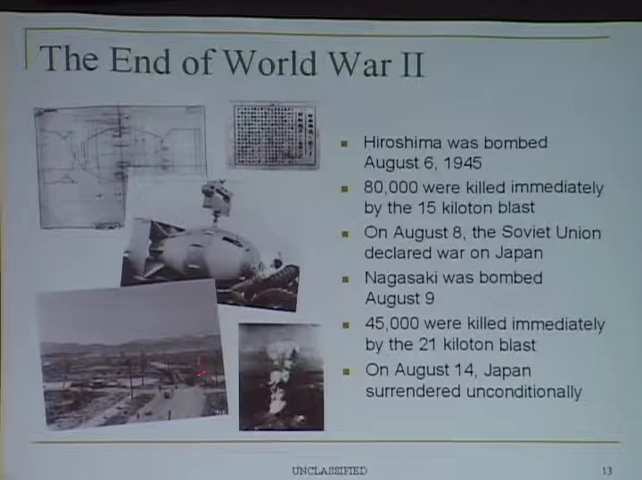 The End of World War II
Hiroshima was bombed
August 6, 1945
80,000 were killed immediately
by the 15 kiloton blast
On August 8, the Soviet Union
declared war on Japan
Nagasaki was bombed
August 9
45,000 were killed immediately
by the 21 kiloton blast
On August 14, Japan
surrendered unconditionally
UNCLASSIFIED
13